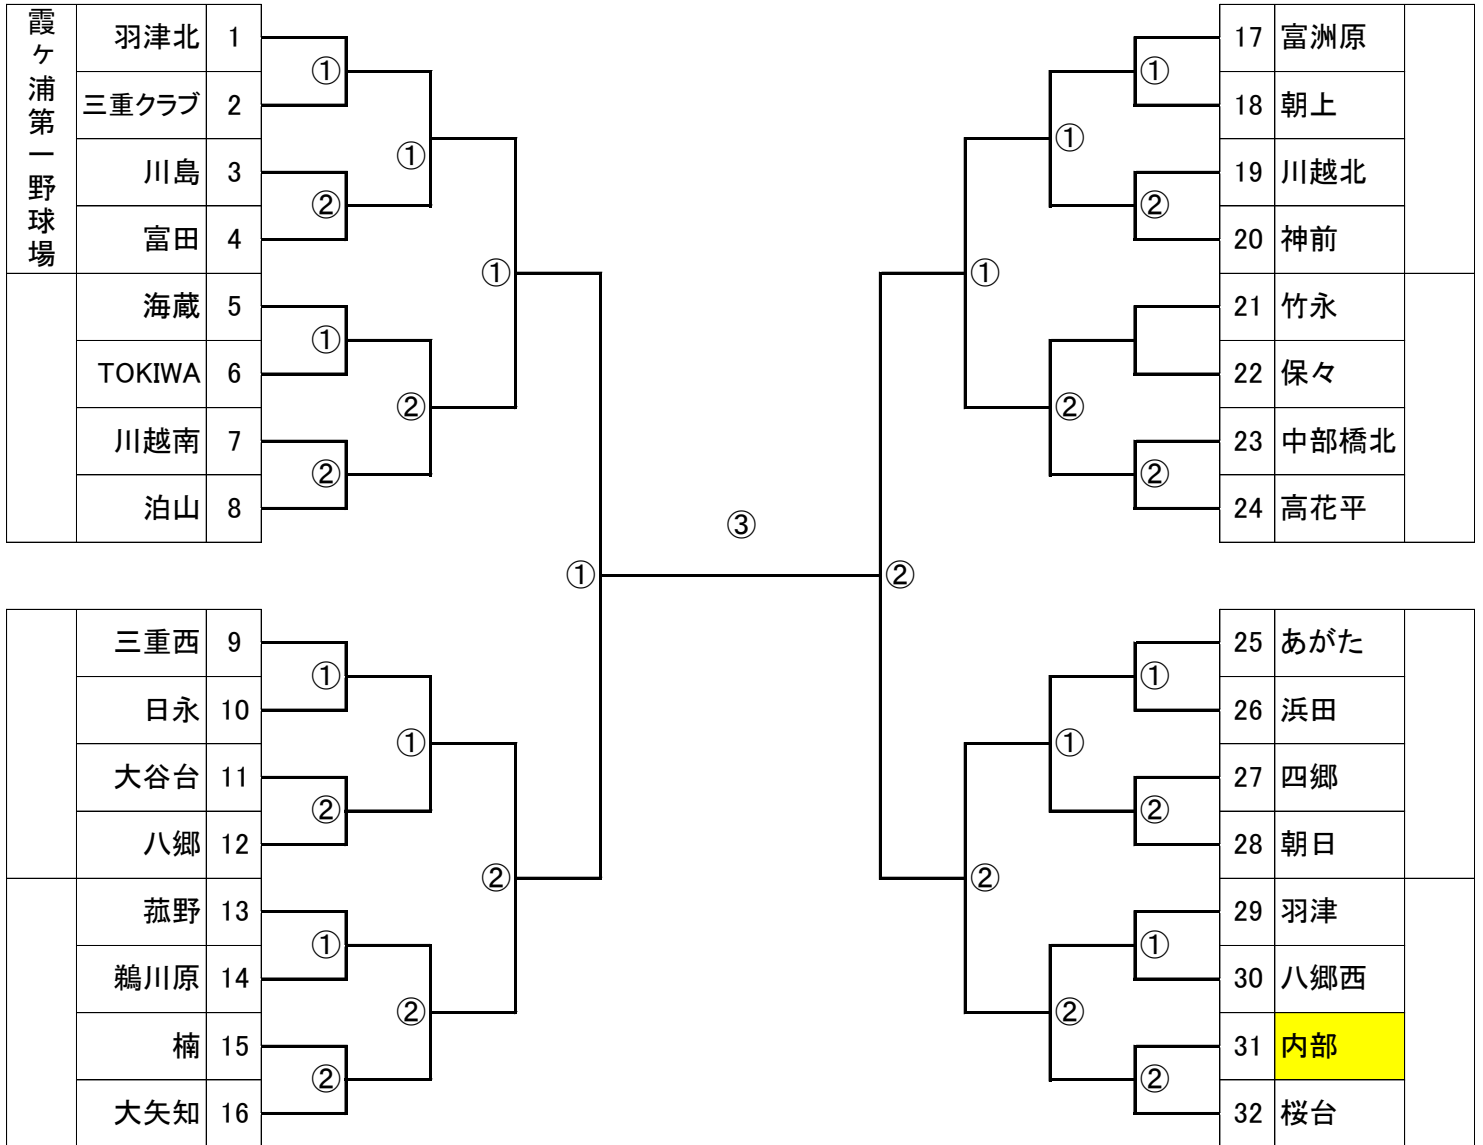 霞ヶ浦第一野球場
羽津北 1
①
三重クラブ 2
①
川島 3
②
富田 4
①
海蔵 5
①
TOKIWA 6
②
川越南 7
②
泊山 8
①
三重西 9
①
日永 10
①
大谷台 11
②
八郷 12
②
菰野 13
①
鵜川原 14
②
楠 15
②
大矢知 16
③
17 富洲原
①
18 朝上
①
19 川越北
②
20 神前
①
21 竹永
22 保々
②
23 中部橋北
②
24 高花平
②
25 あがた
①
26 浜田
①
27 四郷
②
28 朝日
②
29 羽津
①
30 八郷西
②
31 内部
②
32 桜台